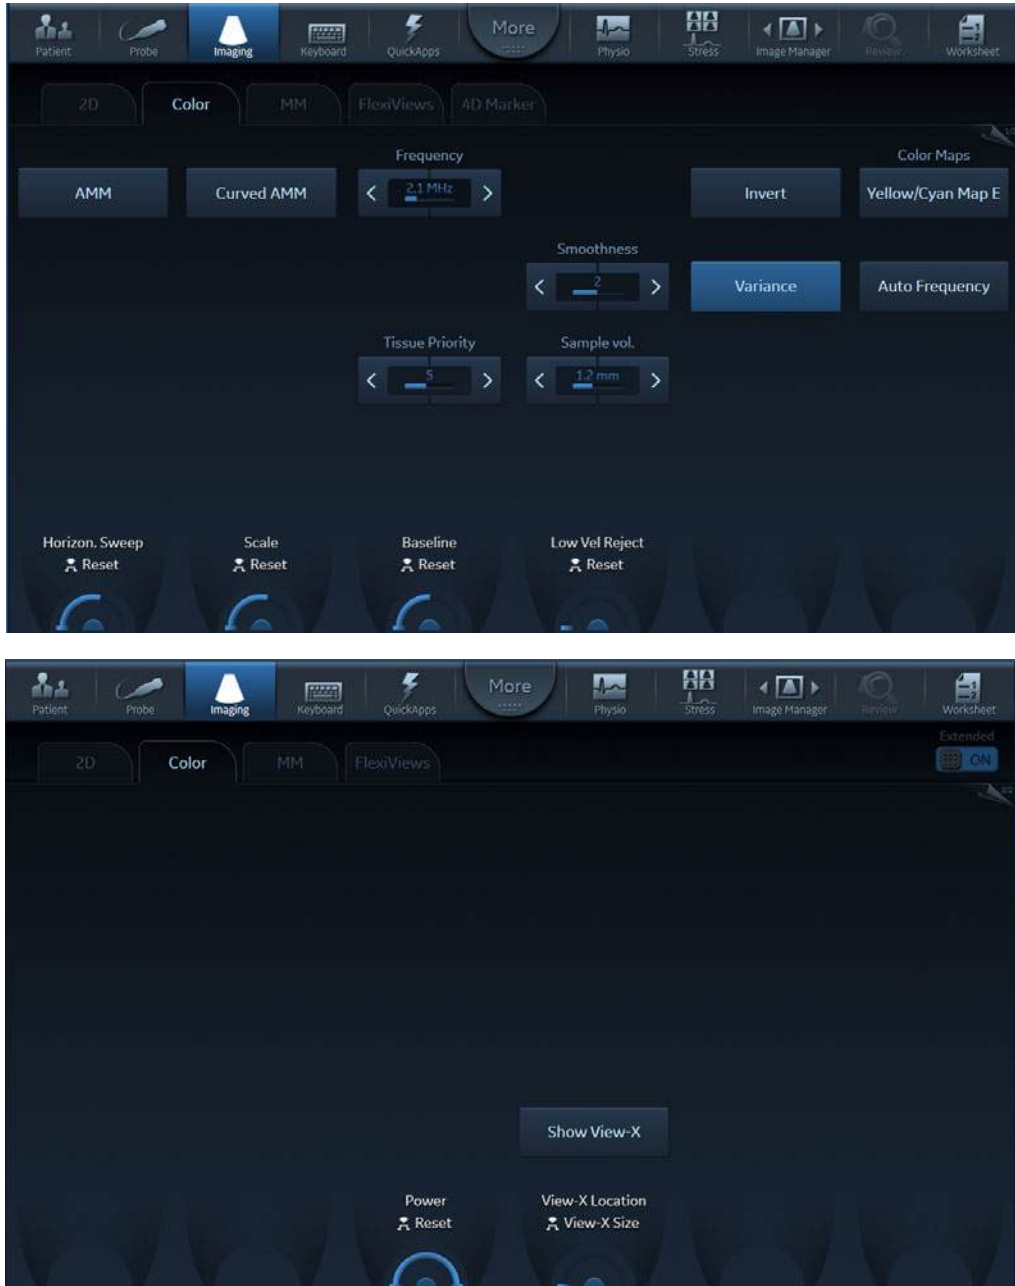 More
Patient Probe Imaging Keyboard QuickApps Physio Stress Image Manager Review Worksheet
2D Color MM FlexiViews 4D Marker
Frequency Color Maps
AMM Curved AMM 2.1 MHz Invert Yellow/Cyan Map E
Smoothness
2 Variance Auto Frequency
Tissue Priority Sample vol.
5 1.2 mm
Horizon. Sweep Scale Baseline Low Vel Reject
Reset Reset Reset Reset
More
Patient Probe Imaging Keyboard QuickApps Physio Stress Image Manager Review Worksheet
Extended
2D Color MM FlexiViews ON
Show View-X
Power View-X Location
Reset View-X Size